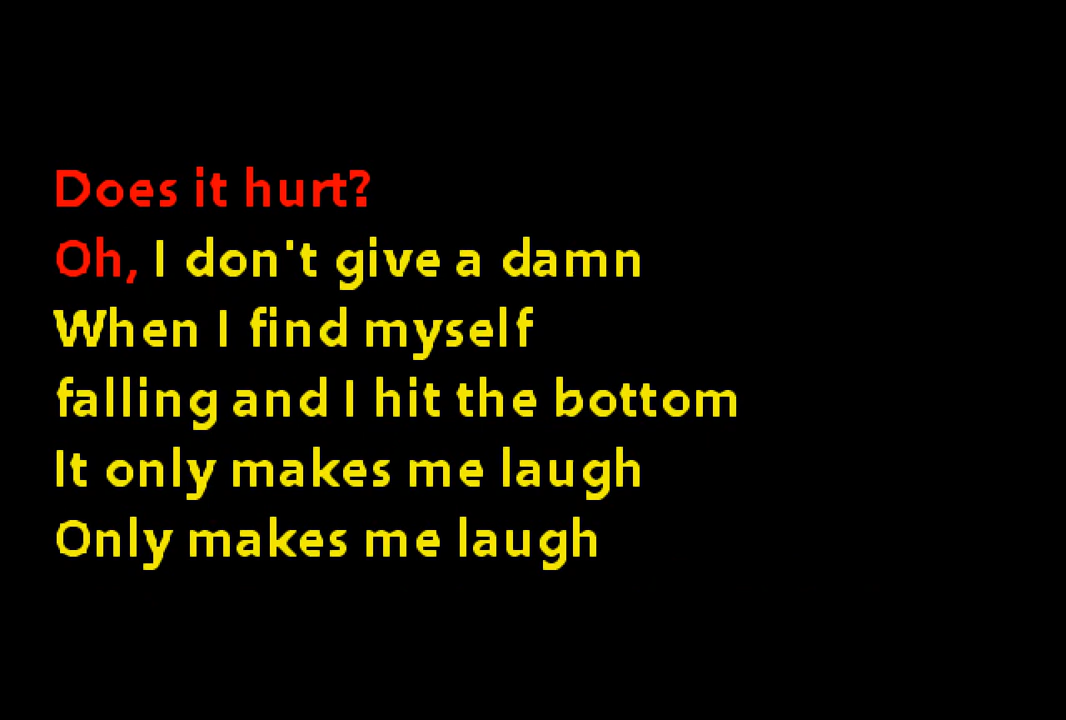 Does it hurt?
Oh, I don't give a damn
When I find myself
falling and I hit the bottom
It only makes me laugh
Only makes me laugh